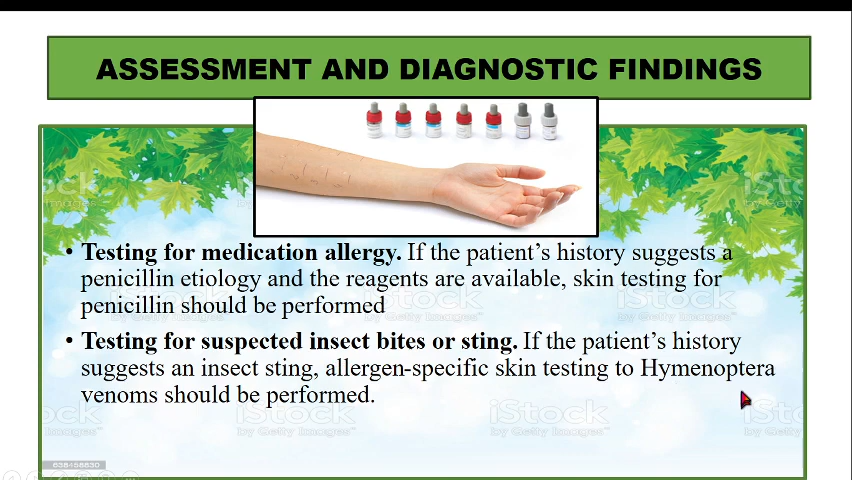 ASSESSMENT AND DIAGNOSTIC FINDINGS
• Testing for medication allergy. If the patient's history suggests a
penicillin etiology and the reagents are available, skin testing for
penicillin should be performed
• Testing for suspected insect bites or sting. If the patient's history
suggests an insect sting, allergen-specific skin testing to Hymenoptera
venoms should be performed.
iStock
by Getty Images
638458830